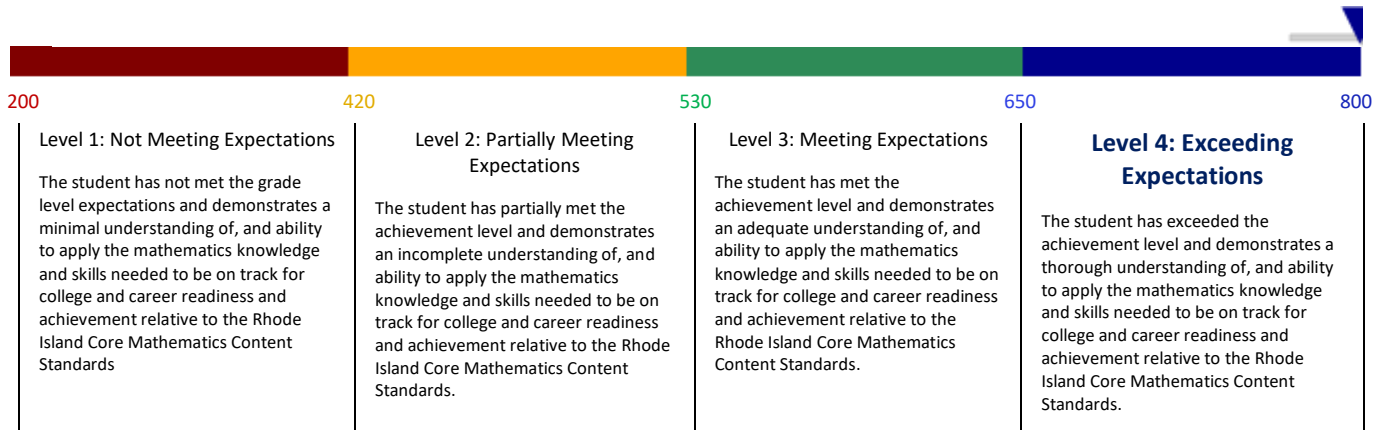 200
420
530
650
800
Level 1: Not Meeting Expectations
The student has not met the grade
level expectations and demonstrates a
minimal understanding of, and ability
to apply the mathematics knowledge
and skills needed to be on track for
college and career readiness and
achievement relative to the Rhode
Island Core Mathematics Content
Standards
Level 2: Partially Meeting
Expectations
The student has partially met the
achievement level and demonstrates
an incomplete understanding of, and
ability to apply the mathematics
knowledge and skills needed to be on
track for college and career readiness
and achievement relative to the Rhode
Island Core Mathematics Content
Standards.
Level 3: Meeting Expectations
The student has met the
achievement level and demonstrates
an adequate understanding of, and
ability to apply the mathematics
knowledge and skills needed to be on
track for college and career readiness
and achievement relative to the
Rhode Island Core Mathematics
Content Standards.
Level 4: Exceeding
Expectations
The student has exceeded the
achievement level and demonstrates a
thorough understanding of, and ability
to apply the mathematics knowledge
and skills needed to be on track for
college and career readiness and
achievement relative to the Rhode
Island Core Mathematics Content
Standards.